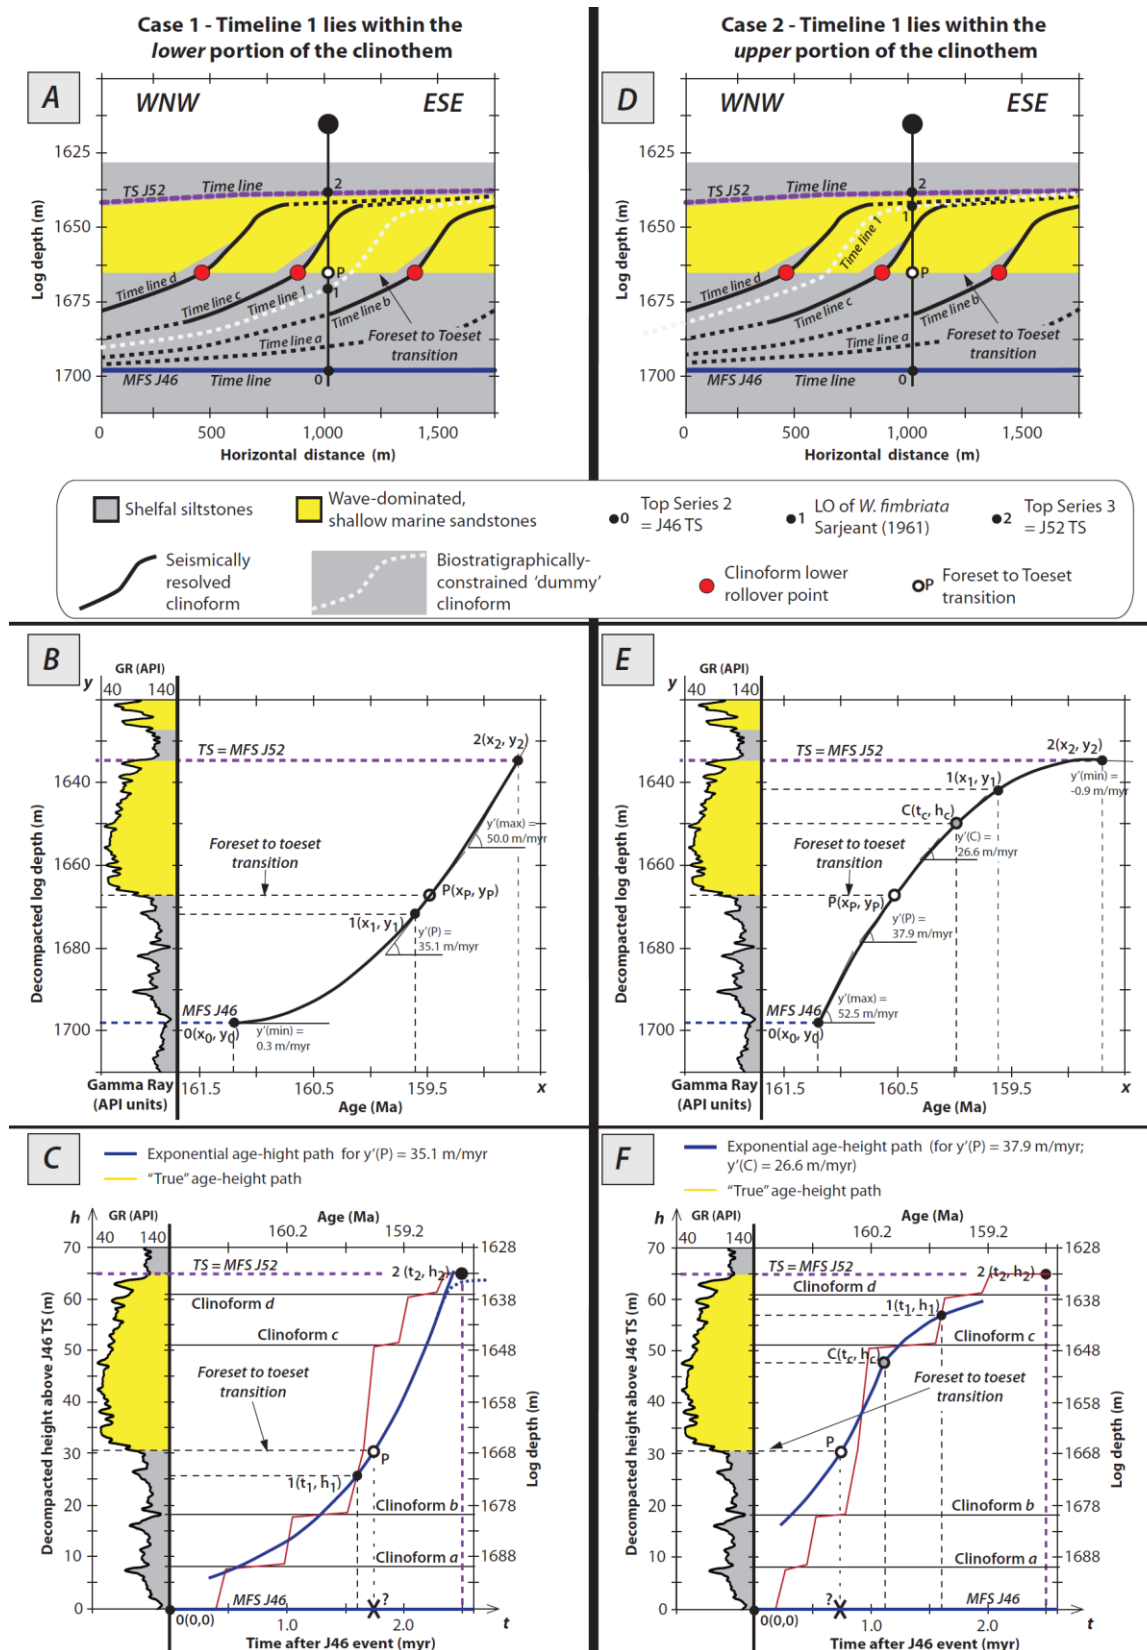 Case 1 - Timeline 1 lies within the
lower portion of the clinothem
Case 2 - Timeline 1 lies within the
upper portion of the clinothem
A
WNW
ESE
Log depth (m)
1625
1650
1675
1700
TS J52
Time line
2
Time line d
Time line c
Time line 1
P
1
Time line b
Time line a
Foreset to Toeset
transition
MFS J46
Time line
0
0
500
1,000
1,500
Horizontal distance (m)
D
WNW
ESE
Log depth (m)
1625
1650
1675
1700
TS J52
Time line
2
1
Time line 1
Time line d
P
Time line c
Time line b
Time line a
Foreset to Toeset
transition
MFS J46
Time line
0
0
500
1,000
1,500
Horizontal distance (m)
Shelfal siltstones
Wave-dominated,
shallow marine sandstones
0 Top Series 2
= J46 TS
1 LO of W. fimbriata
Sarjeant (1961)
2 Top Series 3
= J52 TS
Seismically
resolved
clinoform
Biostratigraphically-
constrained 'dummy'
clinoform
Clinoform lower
rollover point
P Foreset to Toeset
transition
B
GR (API)
y 40 140
Decompacted log depth (m)
1640
1660
1680
1700
TS = MFS J52
2(x2, y2)
y'(max) =
50.0 m/myr
Foreset to toeset
transition
P(xP, yP)
1(x1, y1)
y'(P) =
35.1 m/myr
MFS J46
0(x0, y0)
y'(min) =
0.3 m/myr
Gamma Ray
(API units)
161.5
160.5
159.5
x
Age (Ma)
E
GR (API)
y 40 140
Decompacted log depth (m)
1640
1660
1680
1700
TS = MFS J52
2(x2, y2)
1(x1, y1)
y'(min) =
-0.9 m/myr
C(tc, hc)
y'(C) =
26.6 m/myr
Foreset to toeset
transition
P(xP, yP)
y'(P) =
37.9 m/myr
MFS J46
y'(max) =
52.5 m/myr
0(x0, y0)
Gamma Ray
(API units)
161.5
160.5
159.5
x
Age (Ma)
C
Exponential age-hight path for y'(P) = 35.1 m/myr
"True" age-height path
h
GR (API)
40 140
Age (Ma)
160.2
159.2
Decompacted height above J46 TS (m)
70
60
50
40
30
20
10
0
TS = MFS J52
2 (t2, h2)
Clinoform d
Clinoform c
Foreset to toeset
transition
P
1(t1, h1)
Clinoform b
Clinoform a
MFS J46
?
0(0,0)
1628
1638
1648
1658
1668
1678
1688
Log depth (m)
1.0
2.0
t
Time after J46 event (myr)
F
Exponential age-height path (for y'(P) = 37.9 m/myr;
y'(C) = 26.6 m/myr)
"True" age-height path
h
GR (API)
40 140
Age (Ma)
160.2
159.2
Decompacted height above J46 TS (m)
70
60
50
40
30
20
10
0
TS = MFS J52
2 (t2, h2)
Clinoform d
1(t1, h1)
Clinoform c
C(tc, hc)
Foreset to toeset
transition
P
Clinoform b
Clinoform a
MFS J46
?
0(0,0)
1628
1638
1648
1658
1668
1678
1688
Log depth (m)
1.0
2.0
t
Time after J46 event (myr)